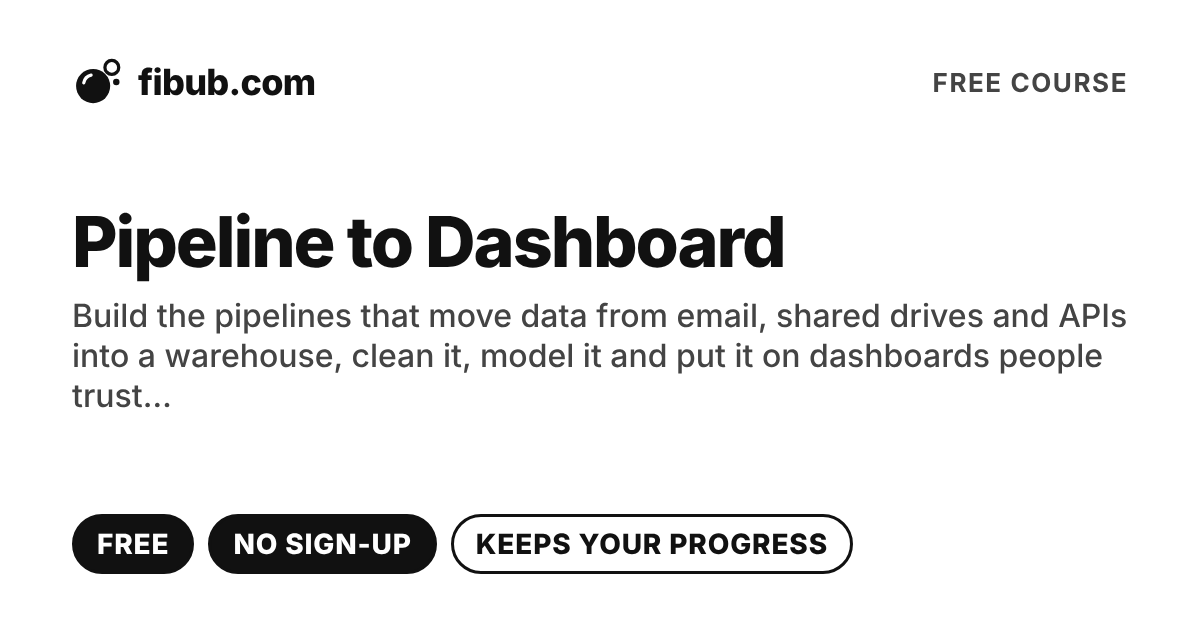 fibub.com
FREE COURSE
Pipeline to Dashboard
Build the pipelines that move data from email, shared drives and APIs
into a warehouse, clean it, model it and put it on dashboards people
trust...
FREE
NO SIGN-UP
KEEPS YOUR PROGRESS